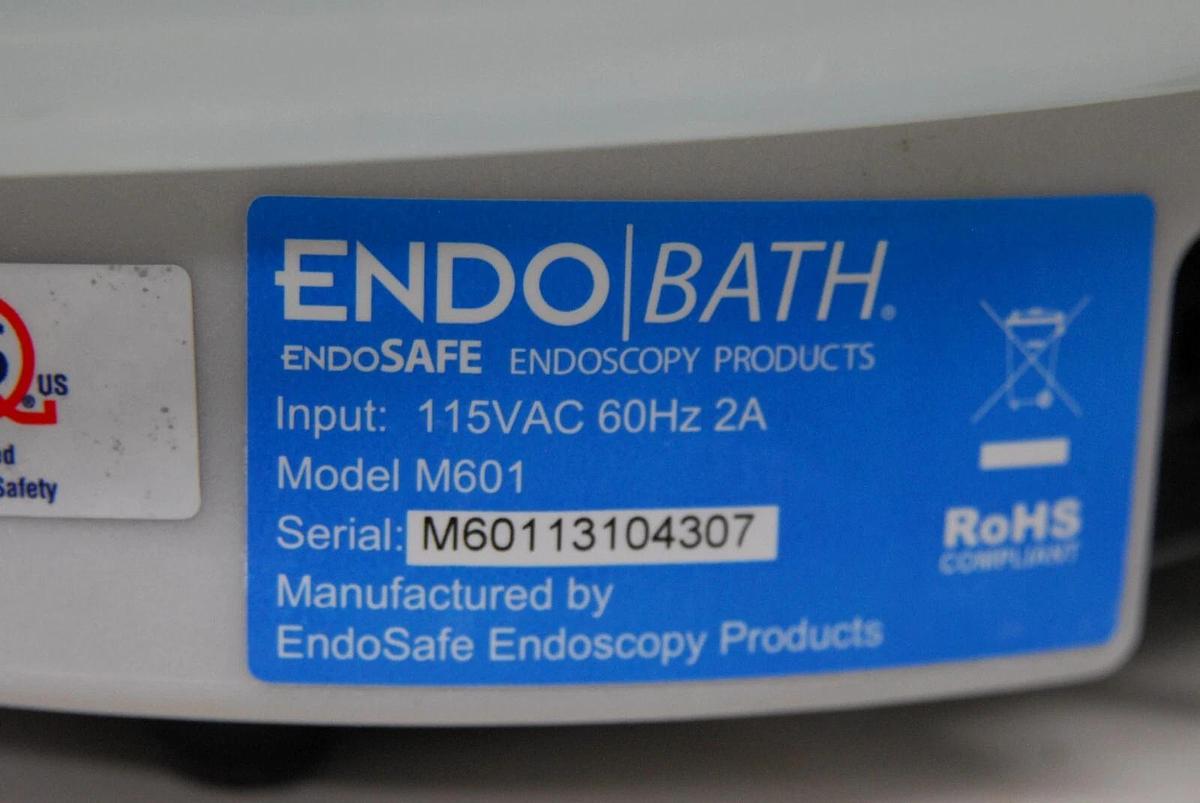 ENDO|BATH®
ENDOSAFE ENDOSCOPY PRODUCTS
Input: 115VAC 60Hz 2A
Model M601
Serial: M60113104307
Manufactured by
EndoSafe Endoscopy Products
RoHS
COMPLIANT
® US
Safety